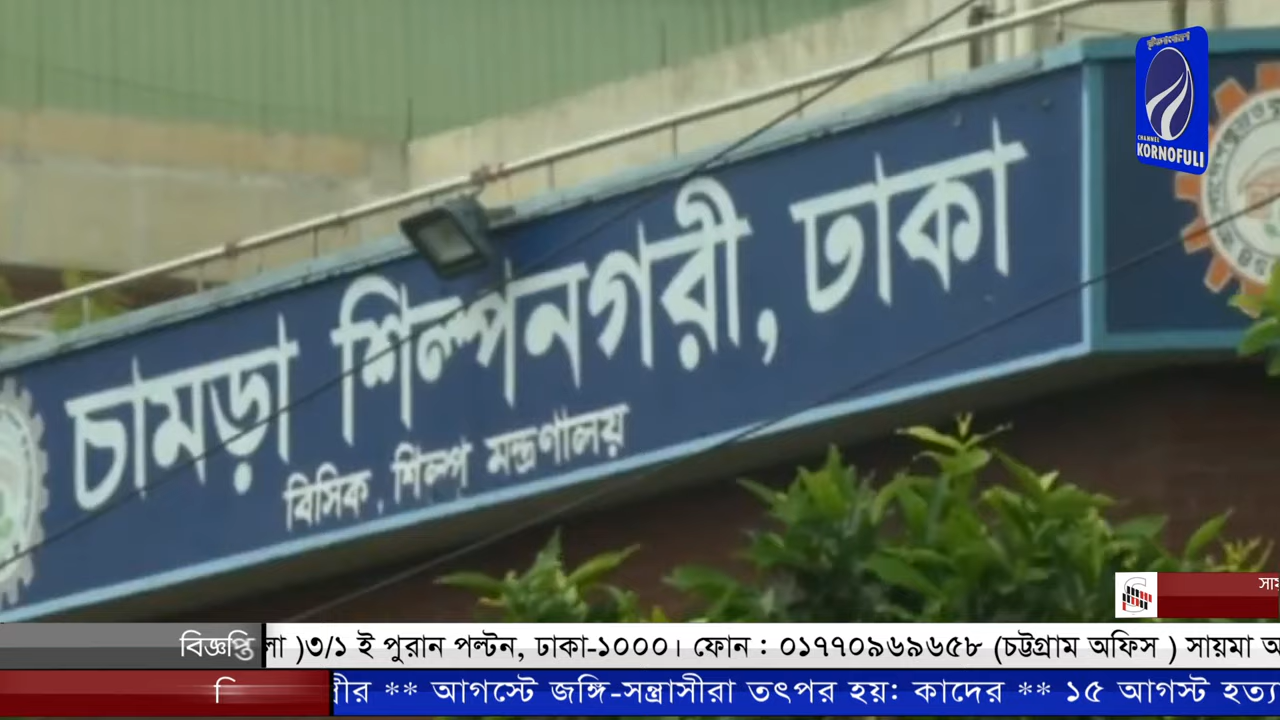 CHANNEL
KORNOFULI
চামড়া শিল্পনগরী, ঢাকা
বিসিক, শিল্প মন্ত্রণালয়
বিজ্ঞপ্তি
লা )৩/১ ই পুরান পল্টন, ঢাকা-১০০০। ফোন : ০১৭৭০৯৬৯৬৫৮ (চট্টগ্রাম অফিস ) সায়মা
** আগস্টে জঙ্গি-সন্ত্রাসীরা তৎপর হয়: কাদের ** ১৫ আগস্ট